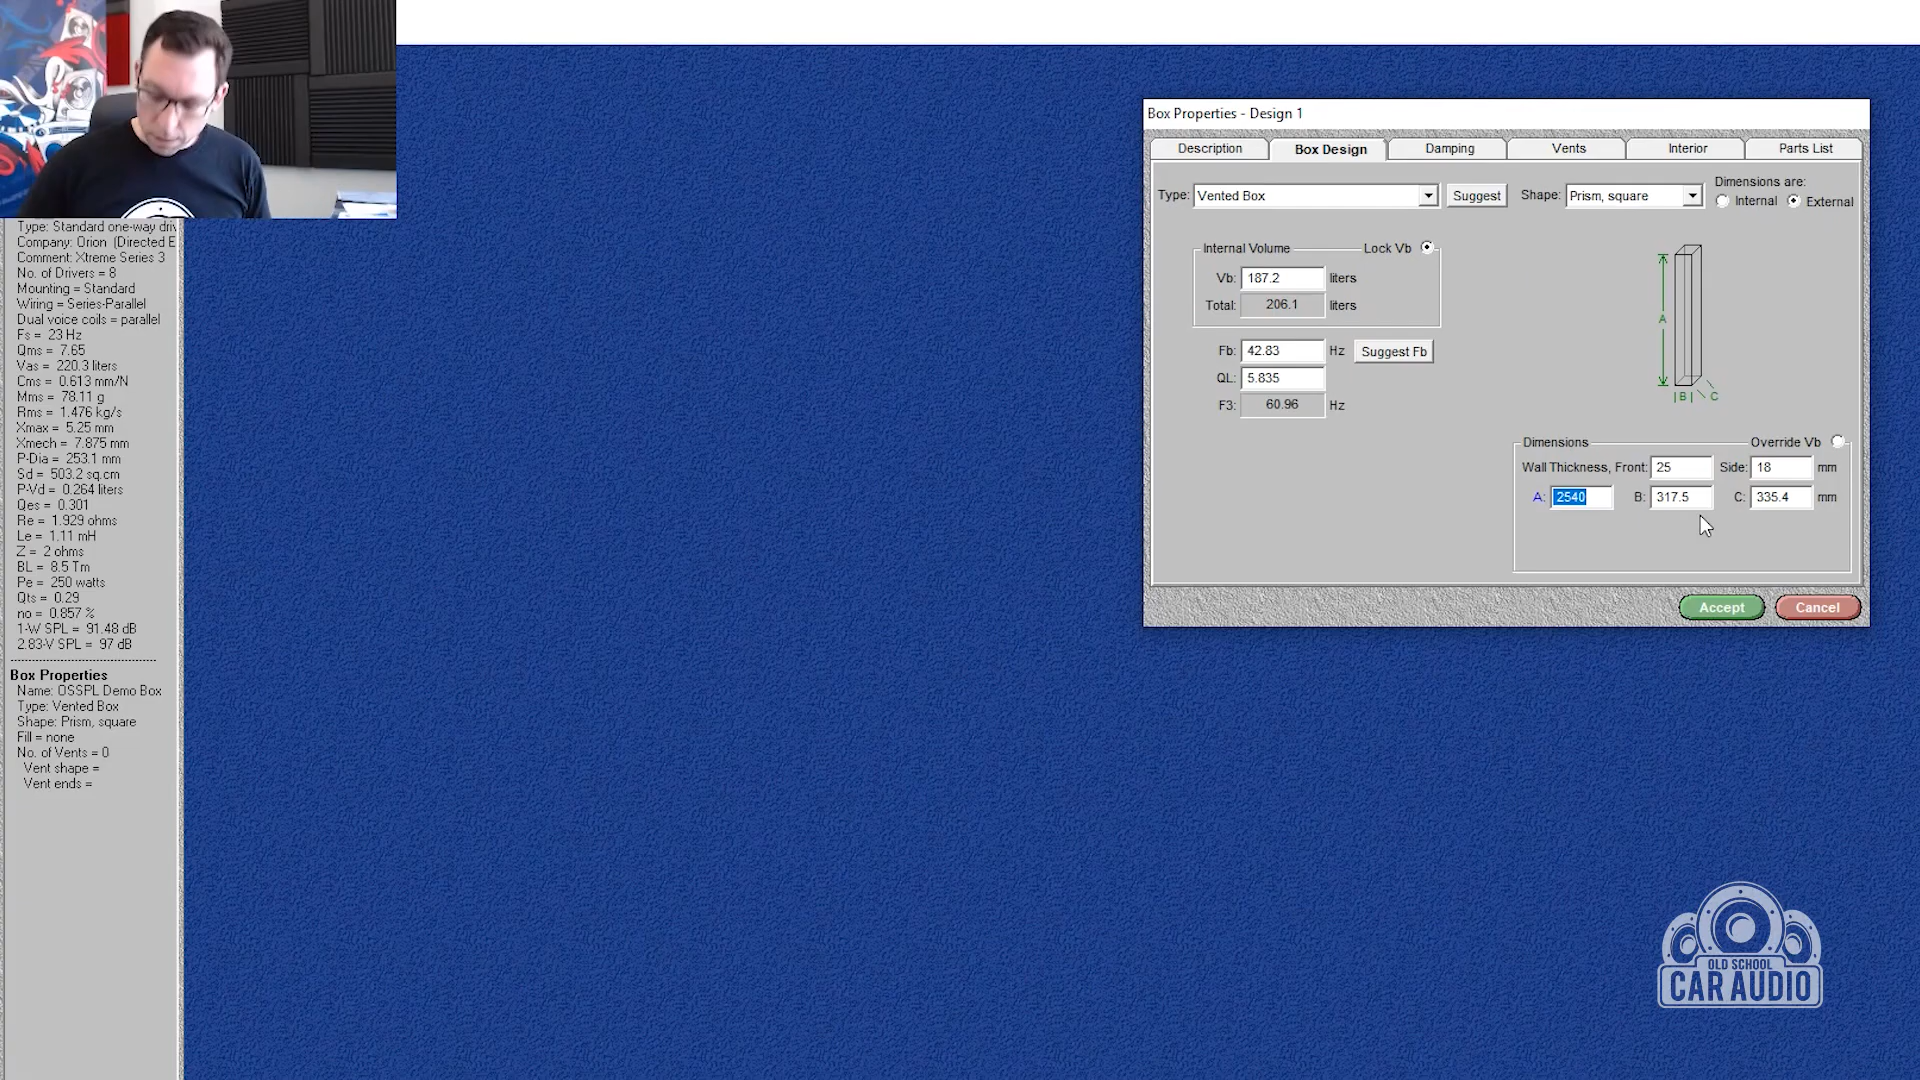 Box Properties - Design 1
Description
Box Design
Damping
Vents
Interior
Parts List
Type: Vented Box
Suggest
Shape: Prism, square
Dimensions are:
Internal
External
Internal Volume
Lock Vb
Vb: 187.2 liters
Total: 206.1 liters
Fb: 42.83 Hz
Suggest Fb
QL: 5.835
F3: 60.96 Hz
A
B
C
Dimensions
Override Vb
Wall Thickness, Front: 25 Side: 18 mm
A: 2540 B: 317.5 C: 335.4 mm
Accept
Cancel
Type: Standard one-way driv
Company: Orion (Directed E
Comment: Xtreme Series 3
No. of Drivers = 8
Mounting = Standard
Wiring = Series-Parallel
Dual voice coils = parallel
Fs = 23 Hz
Qms = 7.65
Vas = 220.3 liters
Cms = 0.613 mm/N
Mms = 78.11 g
Rms = 1.476 kg/s
Xmax = 5.25 mm
Xmech = 7.875 mm
P-Dia = 253.1 mm
Sd = 503.2 sq.cm
P-Vd = 0.264 liters
Qes = 0.301
Re = 1.929 ohms
Le = 1.11 mH
Z = 2 ohms
BL = 8.5 Tm
Pe = 250 watts
Qts = 0.29
no = 0.857 %
1-W SPL = 91.48 dB
2.83-V SPL = 97 dB
Box Properties
Name: OSSPL Demo Box
Type: Vented Box
Shape: Prism, square
Fill = none
No. of Vents = 0
Vent shape =
Vent ends =
OLD SCHOOL
CAR AUDIO